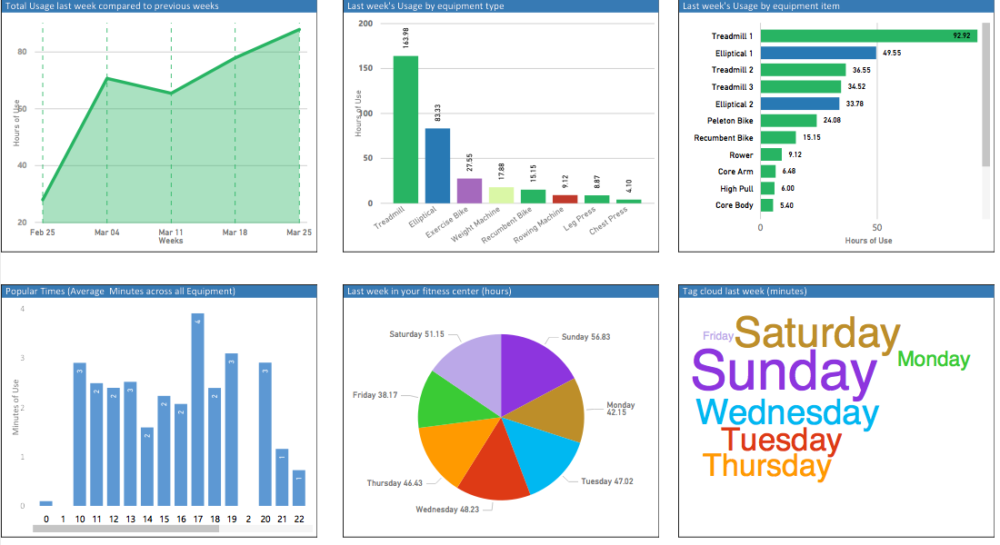 Total Usage last week compared to previous weeks
Hours of Use
80
60
40
20
Feb 25 Mar 04 Mar 11 Mar 18 Mar 25
Weeks
Last week's Usage by equipment type
Hours of Use
200
150
100
50
0
163.98 83.33 27.55 17.88 15.15 9.12 8.87 4.10
Treadmill Elliptical Exercise Bike Weight Machine Recumbent Bike Rowing Machine Leg Press Chest Press
Last week's Usage by equipment item
Treadmill 1 92.92
Elliptical 1 49.55
Treadmill 2 36.55
Treadmill 3 34.52
Elliptical 2 33.78
Peleton Bike 24.08
Recumbent Bike 15.15
Rower 9.12
Core Arm 6.48
High Pull 6.00
Core Body 5.40
0 50
Hours of Use
Popular Times (Average Minutes across all Equipment)
Minutes of Use
4
3
2
1
0
3 2 2 3 2 2 2 4 2 3 3 1 1
0 1 10 11 12 13 14 15 16 17 18 19 2 20 21 22
Last week in your fitness center (hours)
Saturday 51.15
Sunday 56.83
Friday 38.17
Monday
42.15
Thursday 46.43
Tuesday 47.02
Wednesday 48.23
Tag cloud last week (minutes)
Friday Saturday
Sunday Monday
Wednesday
Tuesday
Thursday